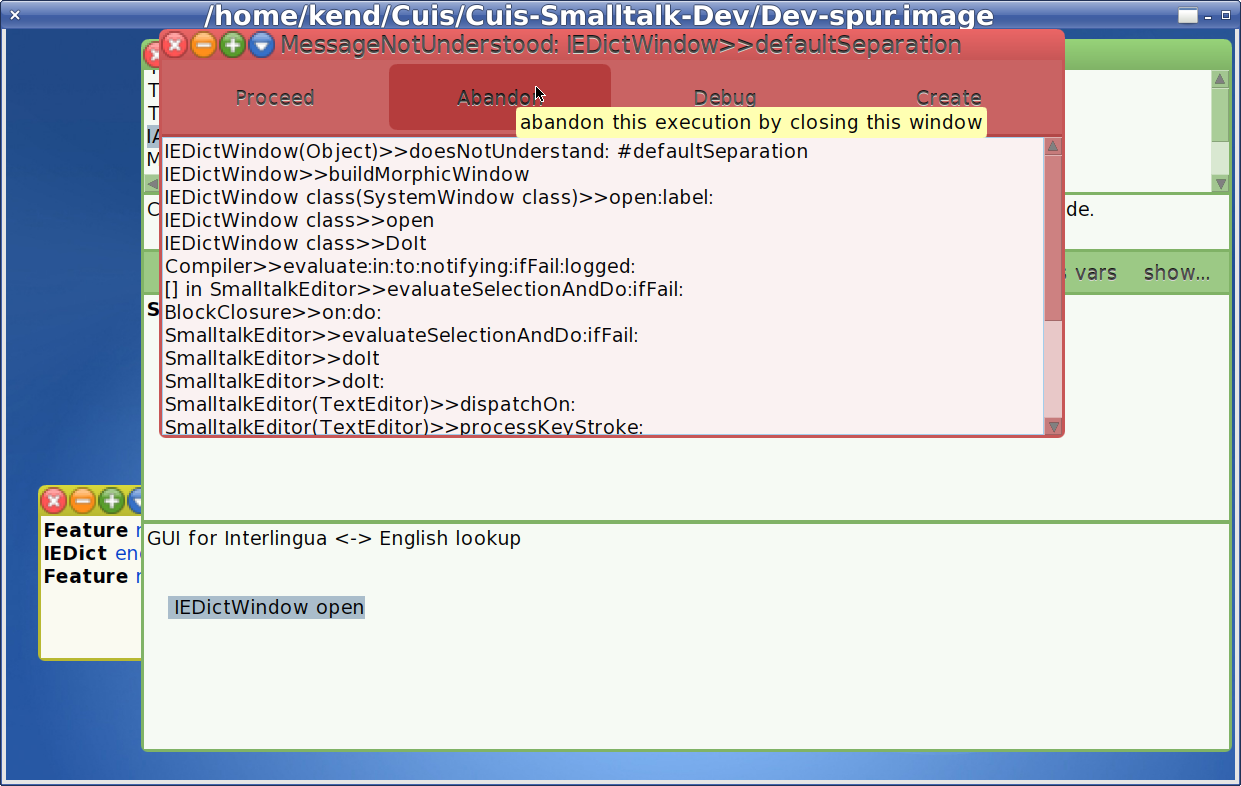 /home/kend/Cuis/Cuis-Smalltalk-Dev/Dev-spur.image
MessageNotUnderstood: IEDictWindow>>defaultSeparation
Proceed
Abandon
Debug
Create
abandon this execution by closing this window
IEDictWindow(Object)>>doesNotUnderstand: #defaultSeparation
IEDictWindow>>buildMorphicWindow
IEDictWindow class(SystemWindow class)>>open:label:
IEDictWindow class>>open
IEDictWindow class>>DoIt
Compiler>>evaluate:in:to:notifying:ifFail:logged:
[] in SmalltalkEditor>>evaluateSelectionAndDo:ifFail:
BlockClosure>>on:do:
SmalltalkEditor>>evaluateSelectionAndDo:ifFail:
SmalltalkEditor>>doIt
SmalltalkEditor>>doIt:
SmalltalkEditor(TextEditor)>>dispatchOn:
SmalltalkEditor(TextEditor)>>processKeyStroke:
de.
vars show...
Feature
IEDict
Feature
GUI for Interlingua <-> English lookup
IEDictWindow open